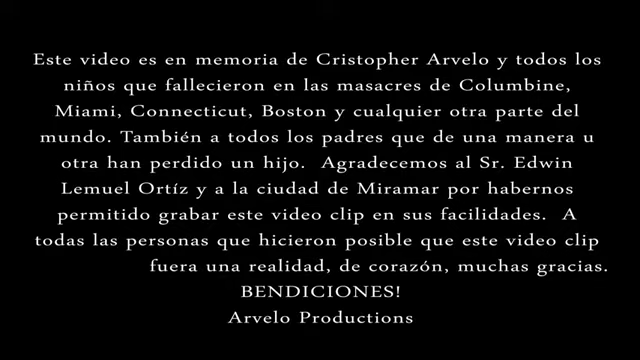 Este video es en memoria de Cristopher Arvelo y todos los
niños que fallecieron en las masacres de Columbine,
Miami, Connecticut, Boston y cualquier otra parte del
mundo. También a todos los padres que de una manera u
otra han perdido un hijo. Agradecemos al Sr. Edwin
Lemuel Ortíz y a la ciudad de Miramar por habernos
permitido grabar este video clip en sus facilidades. A
todas las personas que hicieron posible que este video clip
fuera una realidad, de corazón, muchas gracias.
BENDICIONES!
Arvelo Productions